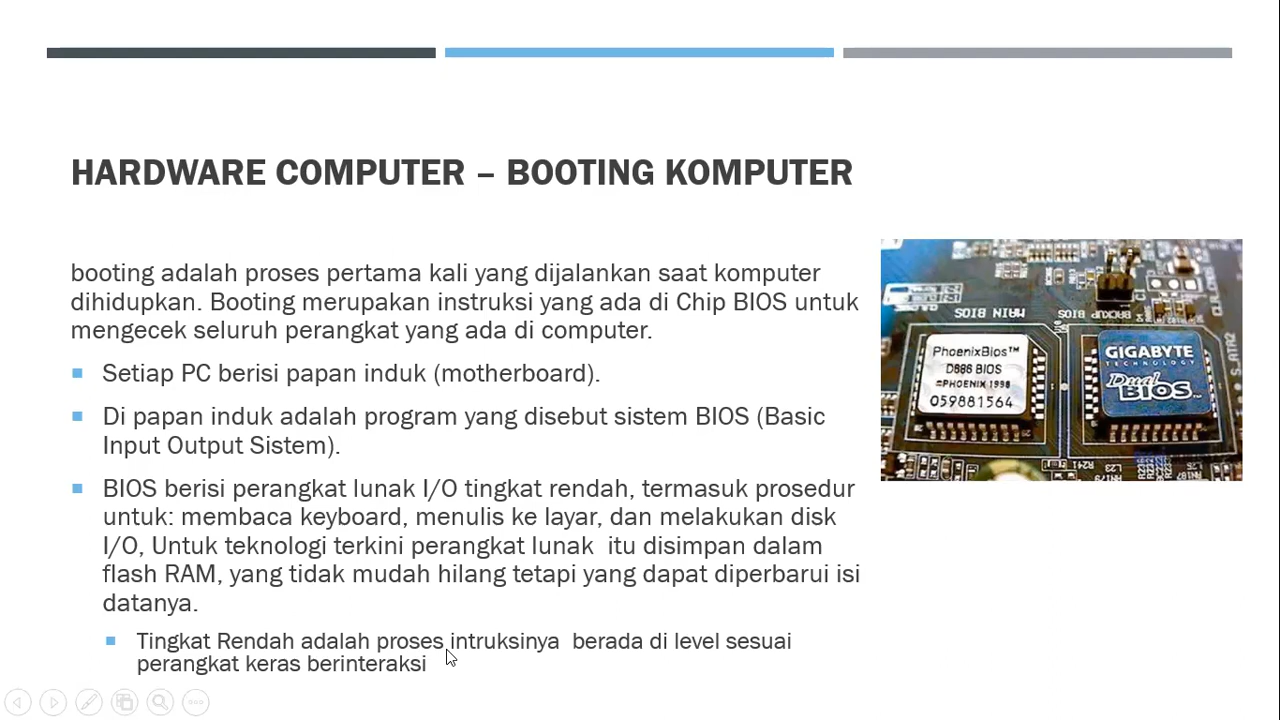 HARDWARE COMPUTER – BOOTING KOMPUTER
booting adalah proses pertama kali yang dijalankan saat komputer
dihidupkan. Booting merupakan instruksi yang ada di Chip BIOS untuk
mengecek seluruh perangkat yang ada di computer.
Setiap PC berisi papan induk (motherboard).
Di papan induk adalah program yang disebut sistem BIOS (Basic
Input Output Sistem).
BIOS berisi perangkat lunak I/O tingkat rendah, termasuk prosedur
untuk: membaca keyboard, menulis ke layar, dan melakukan disk
I/O, Untuk teknologi terkini perangkat lunak  itu disimpan dalam
flash RAM, yang tidak mudah hilang tetapi yang dapat diperbarui isi
datanya.
Tingkat Rendah adalah proses intruksinya  berada di level sesuai
perangkat keras berinteraksi
MAIN BIOS
BACKUP BIOS
PhoenixBios™
D686 BIOS
©PHOENIX 1998
059881564
GIGABYTE
TECHNOLOGY
Dual
BIOS™
S_ATA2
R241